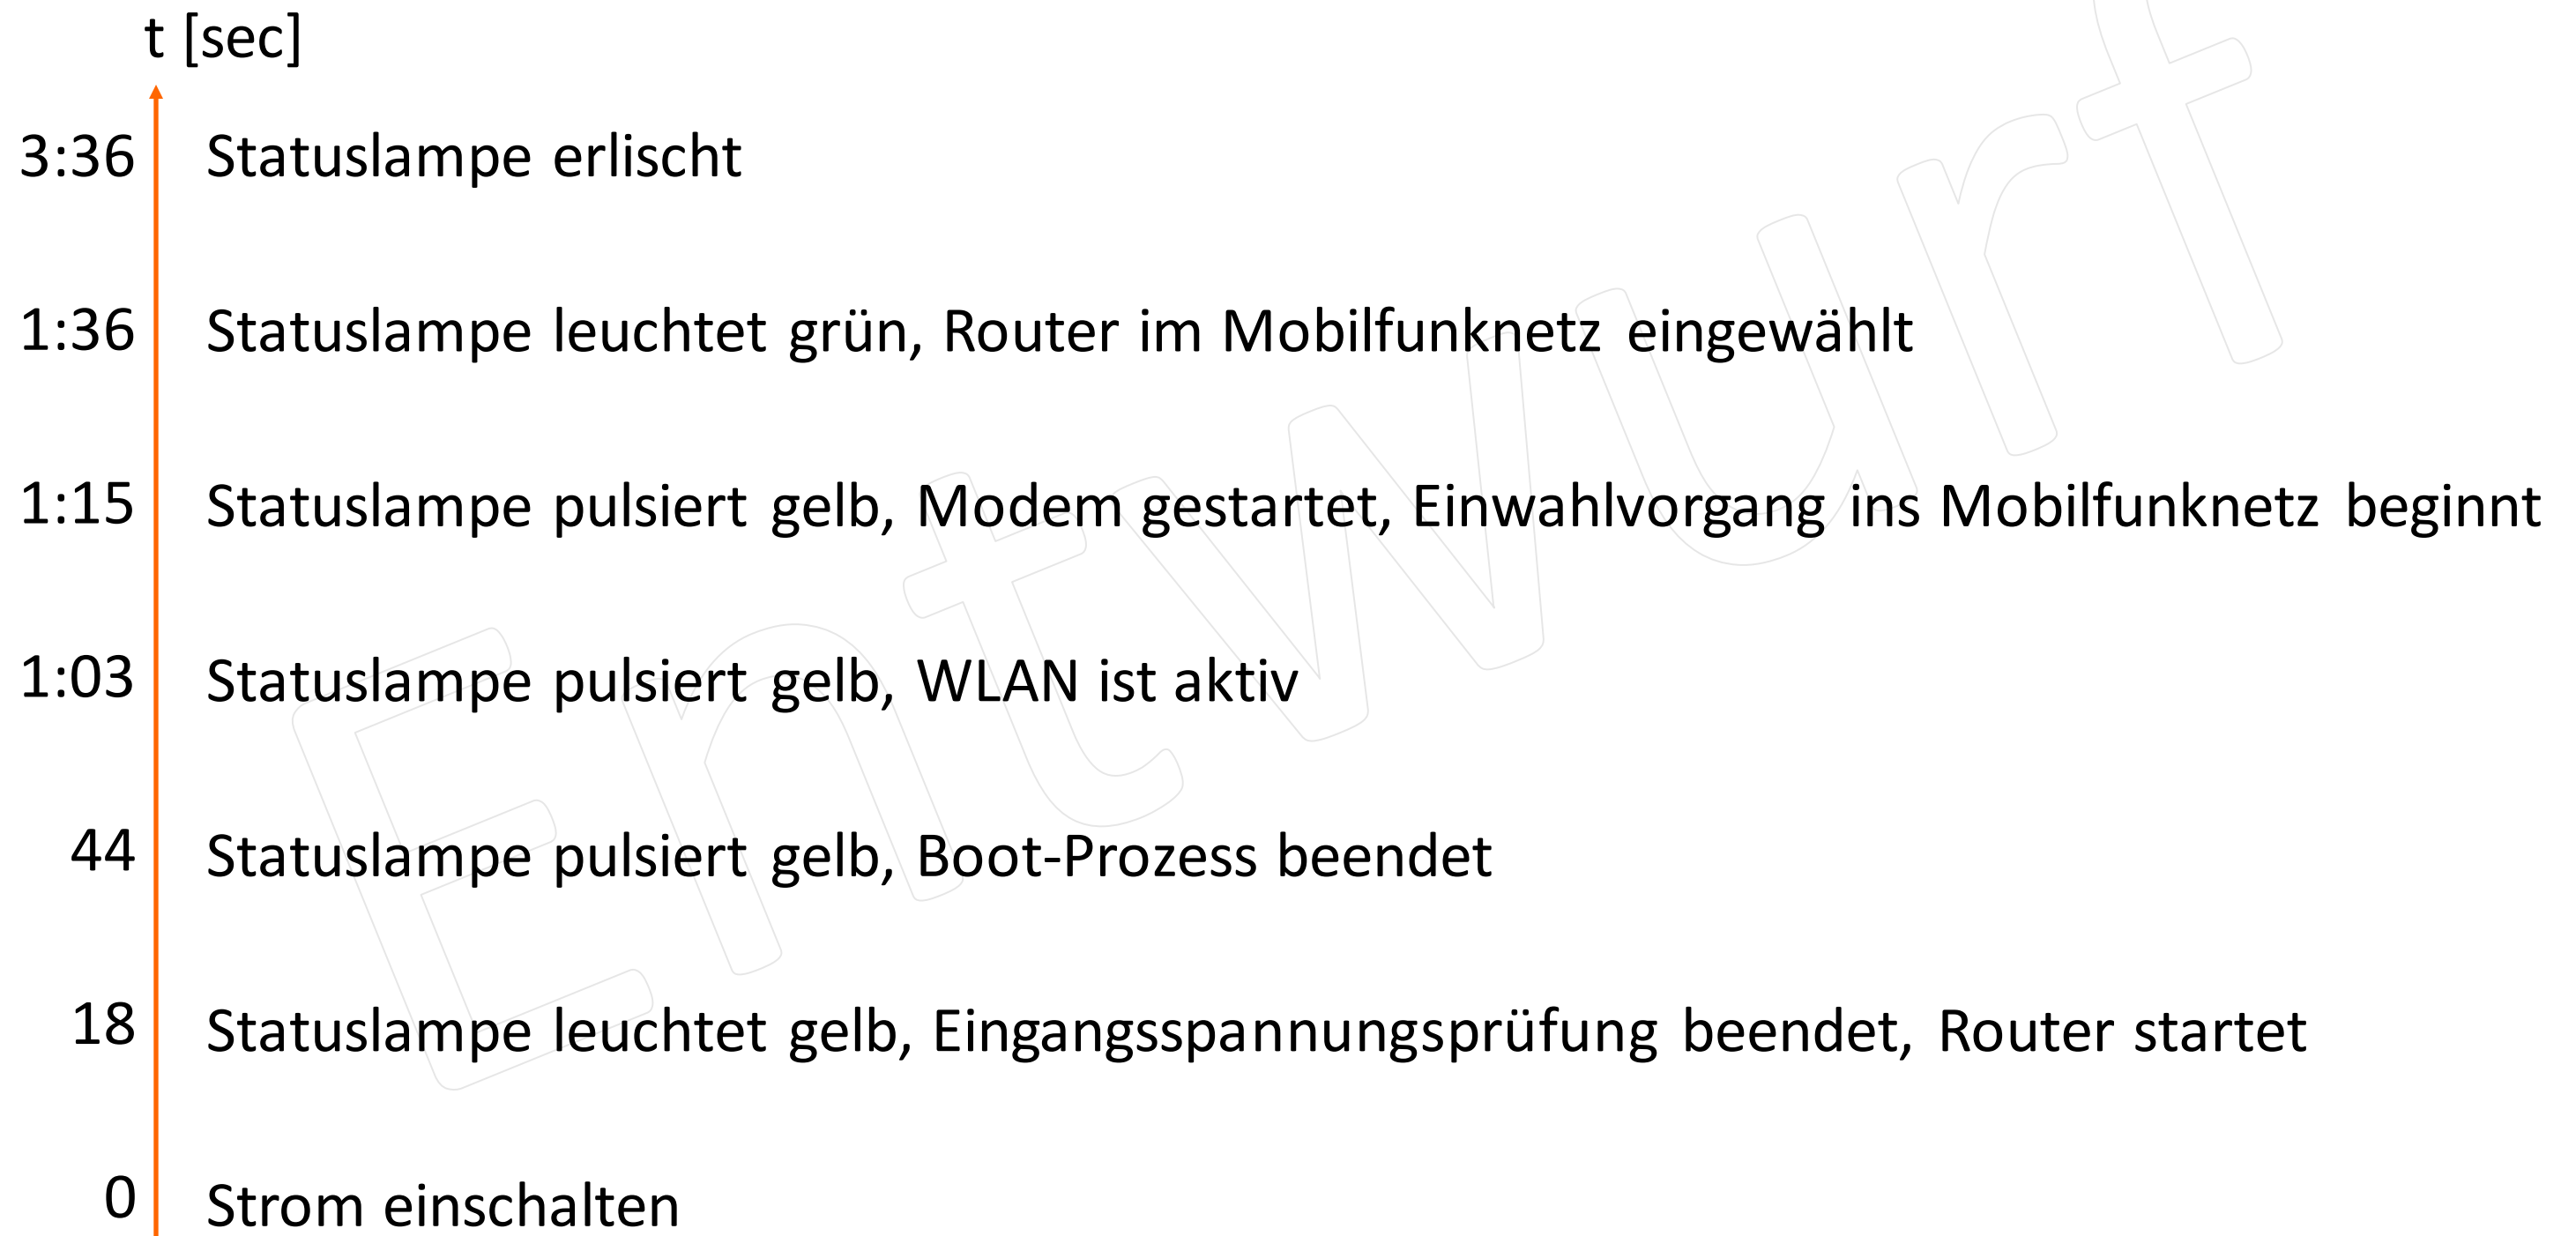 t [sec]
3:36 Statuslampe erlischt
1:36 Statuslampe leuchtet grün, Router im Mobilfunknetz eingewählt
1:15 Statuslampe pulsiert gelb, Modem gestartet, Einwahlvorgang ins Mobilfunknetz beginnt
1:03 Statuslampe pulsiert gelb, WLAN ist aktiv
44 Statuslampe pulsiert gelb, Boot-Prozess beendet
18 Statuslampe leuchtet gelb, Eingangsspannungsprüfung beendet, Router startet
0 Strom einschalten
Entwurf